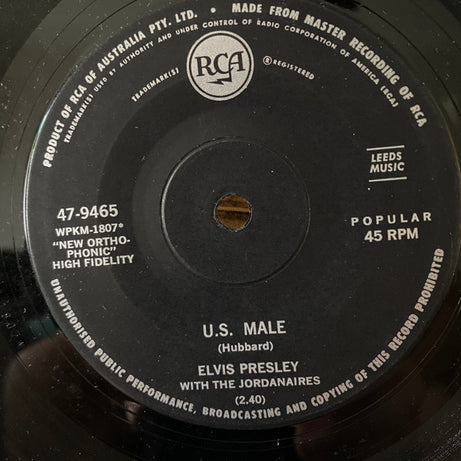 PRODUCT OF RCA OF AUSTRALIA PTY. LTD. • MADE FROM MASTER RECORDING OF RCA
TRADEMARK(S) USED BY AUTHORITY AND UNDER CONTROL OF RADIO CORPORATION OF AMERICA (RCA)
RCA
TRADEMARK(S) ® REGISTERED
LEEDS
MUSIC
47-9465
WPKM-1807*
"NEW ORTHO-
PHONIC"
HIGH FIDELITY
POPULAR
45 RPM
U.S. MALE
(Hubbard)
ELVIS PRESLEY
WITH THE JORDANAIRES
(2.40)
UNAUTHORISED PUBLIC PERFORMANCE, BROADCASTING AND COPYING OF THIS RECORD PROHIBITED